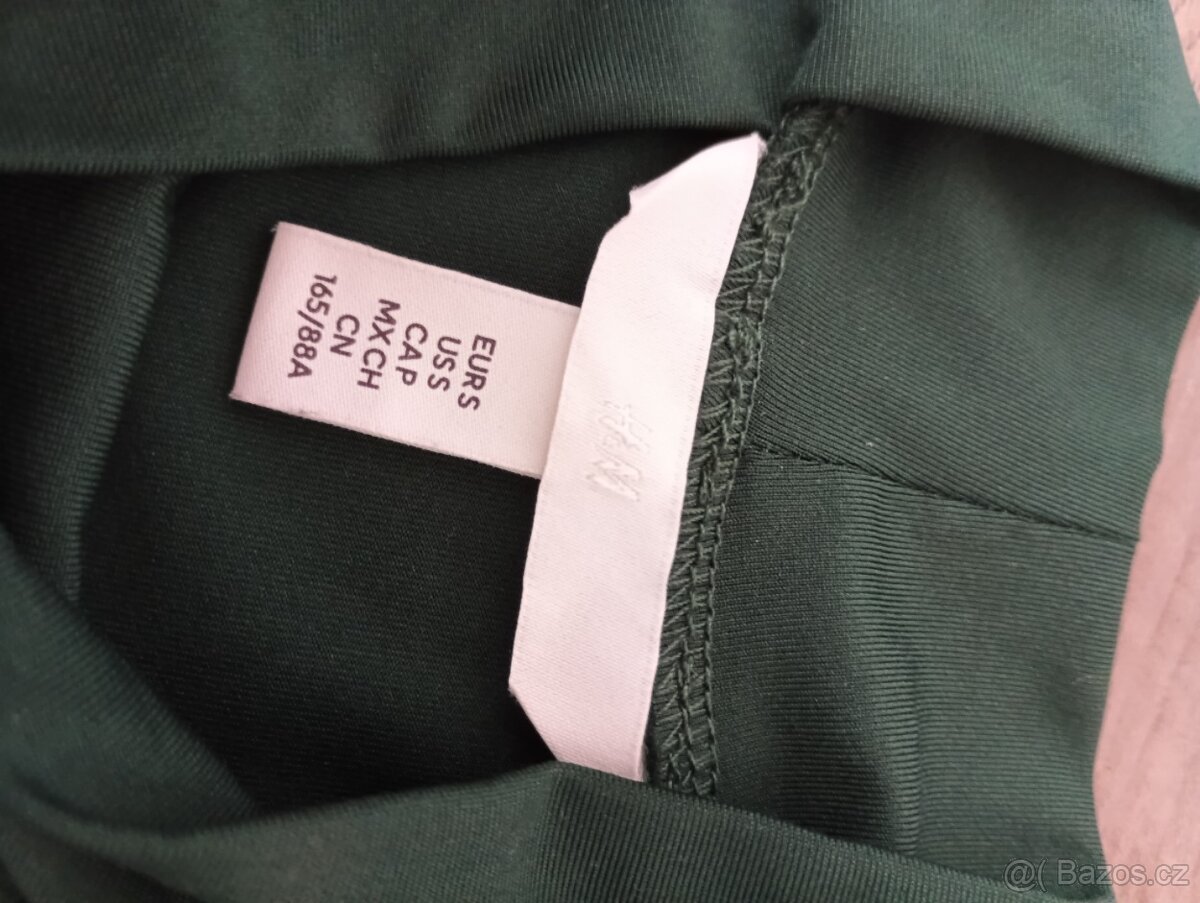 EUR S
US S
CA P
MX CH
CN
165/88A
H&M
@( Bazos.cz